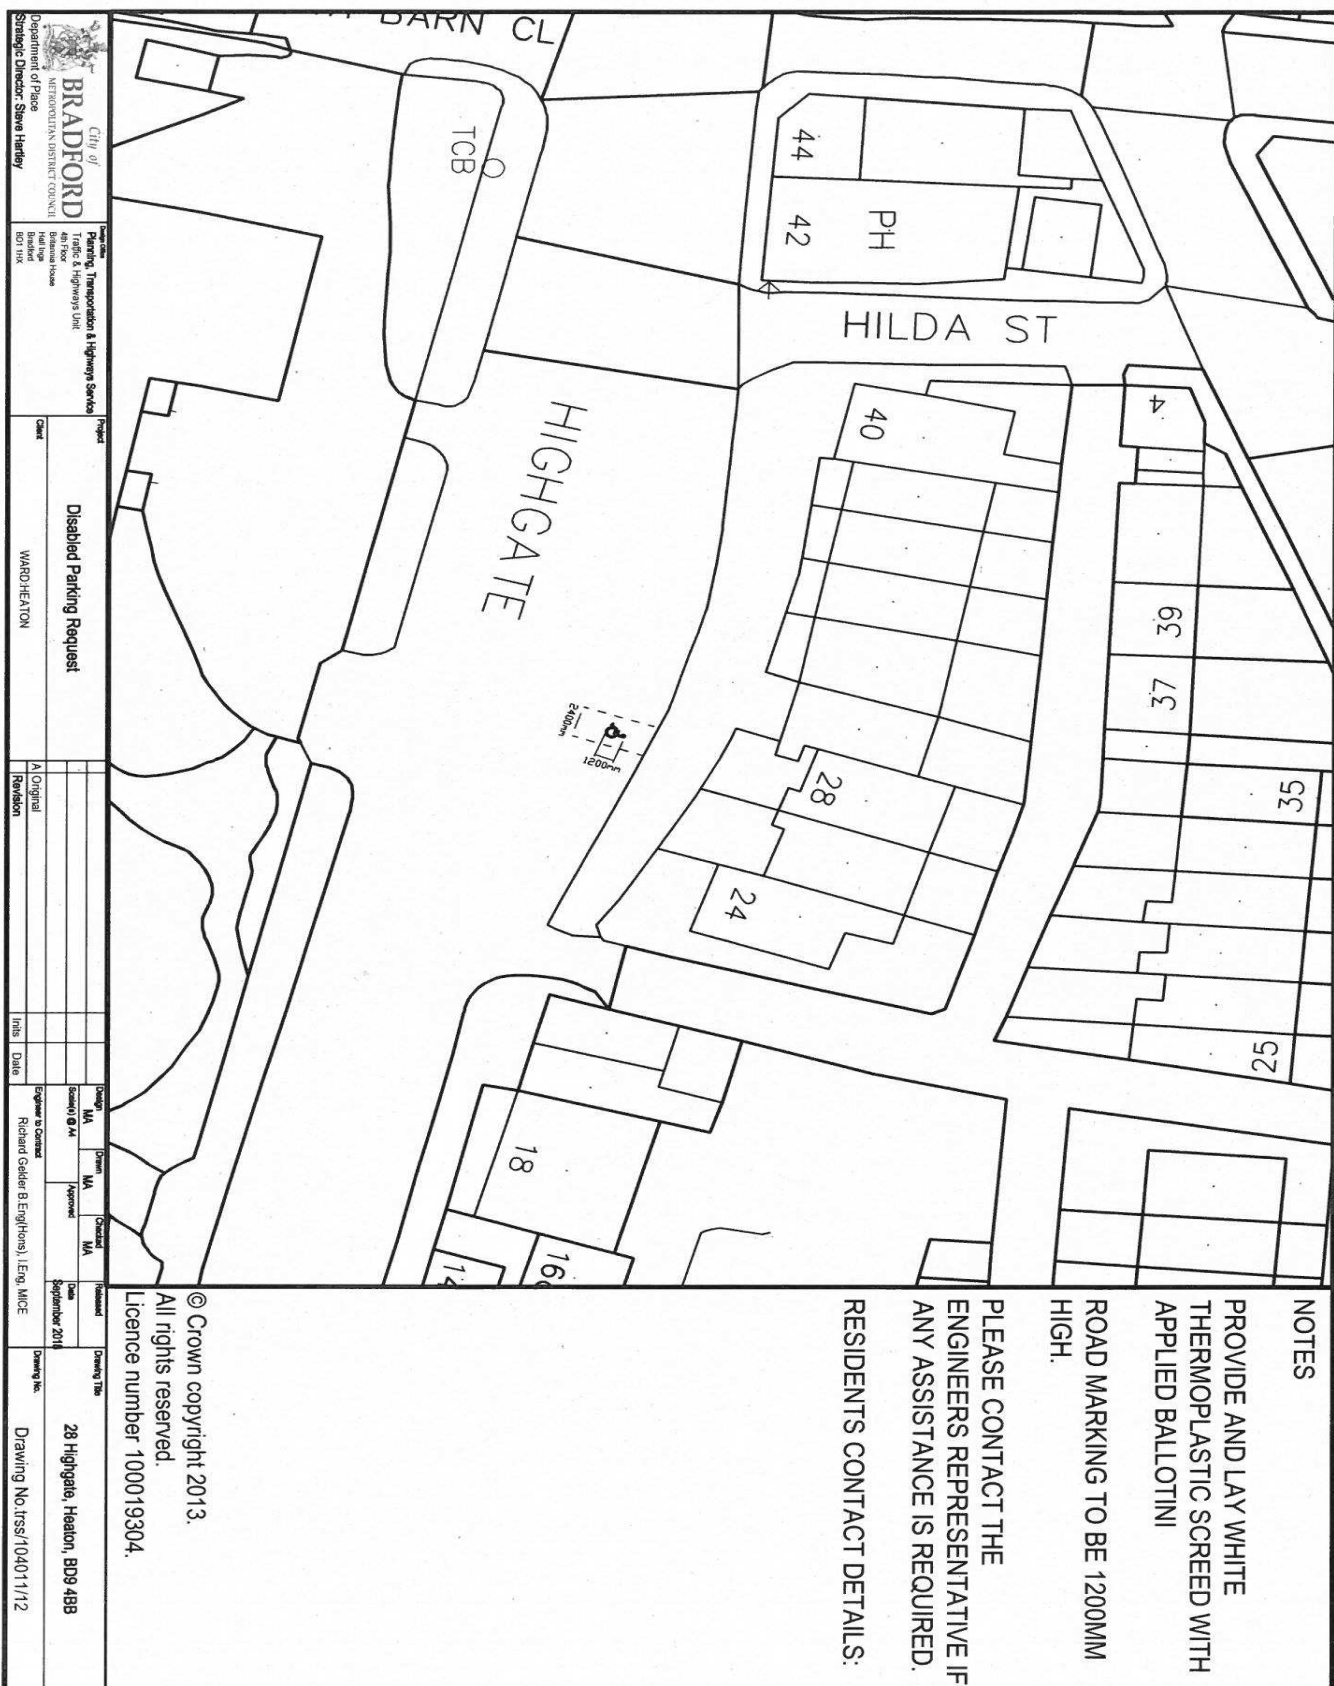 BARN CL
TCB
44
42
PH
HILDA ST
HIGHGATE
40
4
39
37
35
28
24
25
18
16
14
2400mm
1200mm
NOTES
PROVIDE AND LAY WHITE
THERMOPLASTIC SCREED WITH
APPLIED BALLOTINI
ROAD MARKING TO BE 1200MM
HIGH.
PLEASE CONTACT THE
ENGINEERS REPRESENTATIVE IF
ANY ASSISTANCE IS REQUIRED.
RESIDENTS CONTACT DETAILS:
© Crown copyright 2013.
All rights reserved.
Licence number 100019304.
City of
BRADFORD
METROPOLITAN DISTRICT COUNCIL
Department of Place
Strategic Director: Steve Hartley
Design Office
Planning, Transportation & Highways Service
Traffic & Highways Unit
4th Floor
Britannia House
Hall Ings
Bradford
BD1 1HX
Project
Disabled Parking Request
Client
WARD:HEATON
A Original
Revision
Inits
Date
Design
MA
Drawn
MA
Checked
MA
Released
Scale(s) @ A4
Approved
Date
September 2018
Engineer to Contract
Richard Gelder B.Eng(Hons), I.Eng, MICE
Drawing Title
28 Highgate, Heaton, BD9 4BB
Drawing No.
Drawing No.trss/104011/12